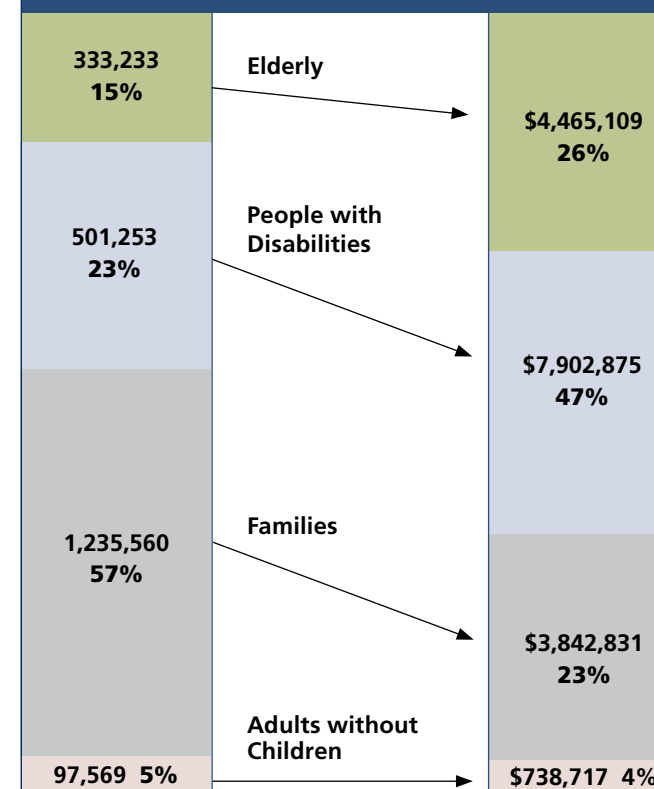 333,233
15%
Elderly
$4,465,109
26%
501,253
23%
People with
Disabilities
$7,902,875
47%
1,235,560
57%
Families
$3,842,831
23%
97,569 5%
Adults without
Children
$738,717 4%